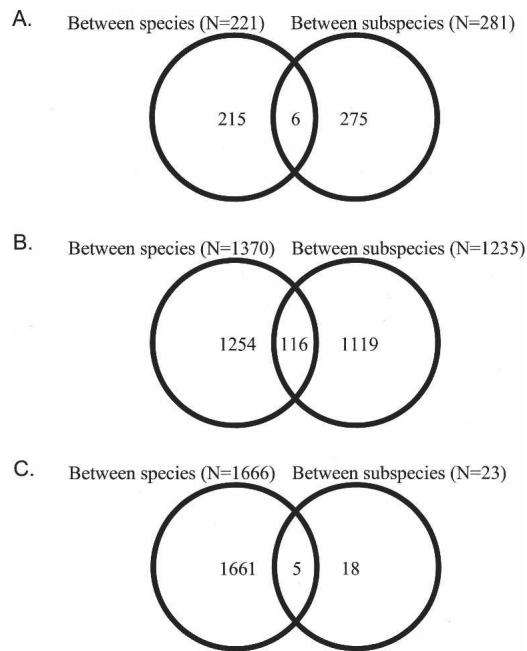 A.
Between species (N=221) Between subspecies (N=281)
215 6 275
B.
Between species (N=1370) Between subspecies (N=1235)
1254 116 1119
C.
Between species (N=1666) Between subspecies (N=23)
1661 5 18